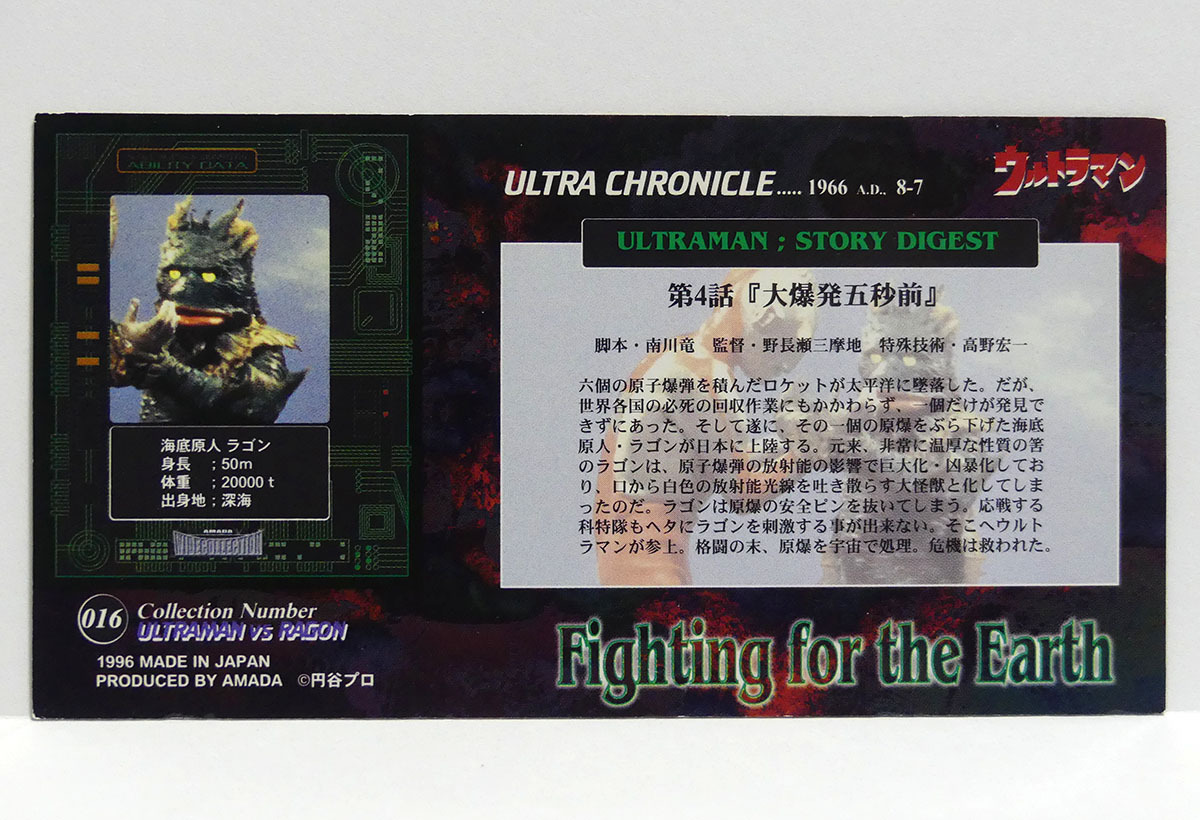 ABILITY DATA
海底原人 ラゴン
身長 ；50m
体重 ；20000 t
出身地；深海
AMADA
COLLECTION
016 Collection Number
ULTRAMAN VS RAGON
1996 MADE IN JAPAN
PRODUCED BY AMADA ©円谷プロ
ULTRA CHRONICLE..... 1966 A.D.. 8-7
ウルトラマン
ULTRAMAN ; STORY DIGEST
第4話『大爆発五秒前』
脚本・南川竜 監督・野長瀬三摩地 特殊技術・高野宏一
六個の原子爆弾を積んだロケットが太平洋に墜落した。だが、
世界各国の必死の回収作業にもかかわらず、一個だけが発見で
きずにあった。そして遂に、その一個の原爆をぶら下げた海底
原人・ラゴンが日本に上陸する。元来、非常に温厚な性質の筈
のラゴンは、原子爆弾の放射能の影響で巨大化・凶暴化してお
り、口から白色の放射能光線を吐き散らす大怪獣と化してしま
ったのだ。ラゴンは原爆の安全ピンを抜いてしまう。応戦する
科特隊もヘタにラゴンを刺激する事が出来ない。そこへウルト
ラマンが参上。格闘の末、原爆を宇宙で処理。危機は救われた。
Fighting for the Earth